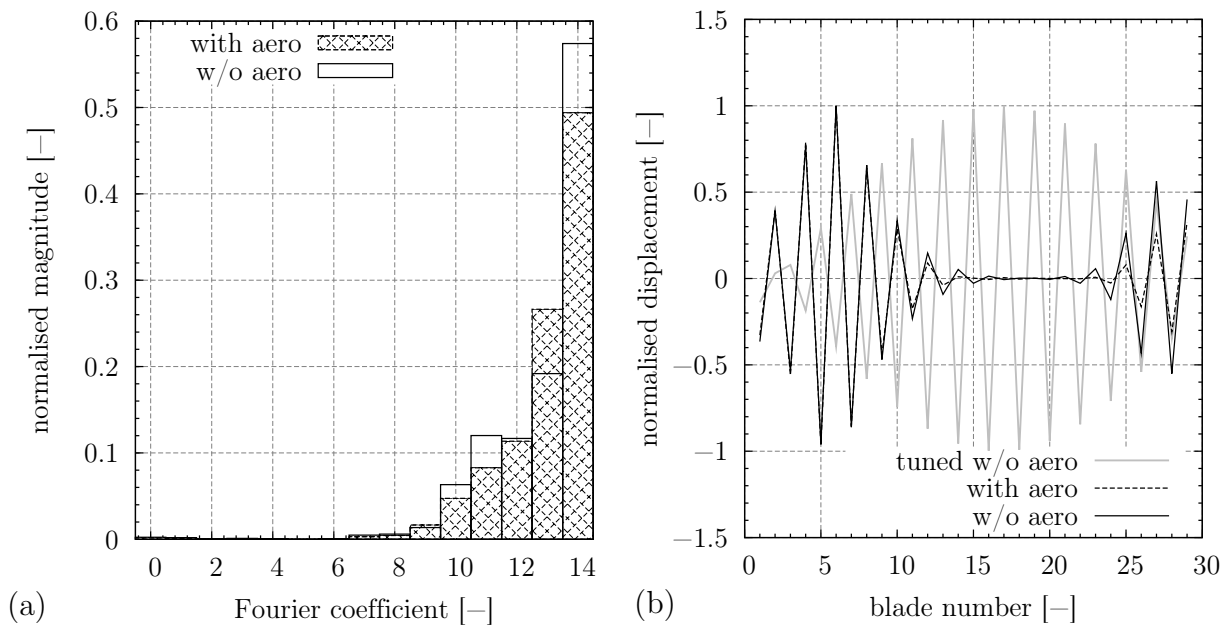 0.6
0.5
0.4
0.3
0.2
0.1
0
normalised magnitude [−]
with aero
w/o aero
0 2 4 6 8 10 12 14
Fourier coefficient [−]
(a)
1.5
1
0.5
0
−0.5
−1
−1.5
normalised displacement [−]
tuned w/o aero
with aero
w/o aero
0 5 10 15 20 25 30
blade number [−]
(b)